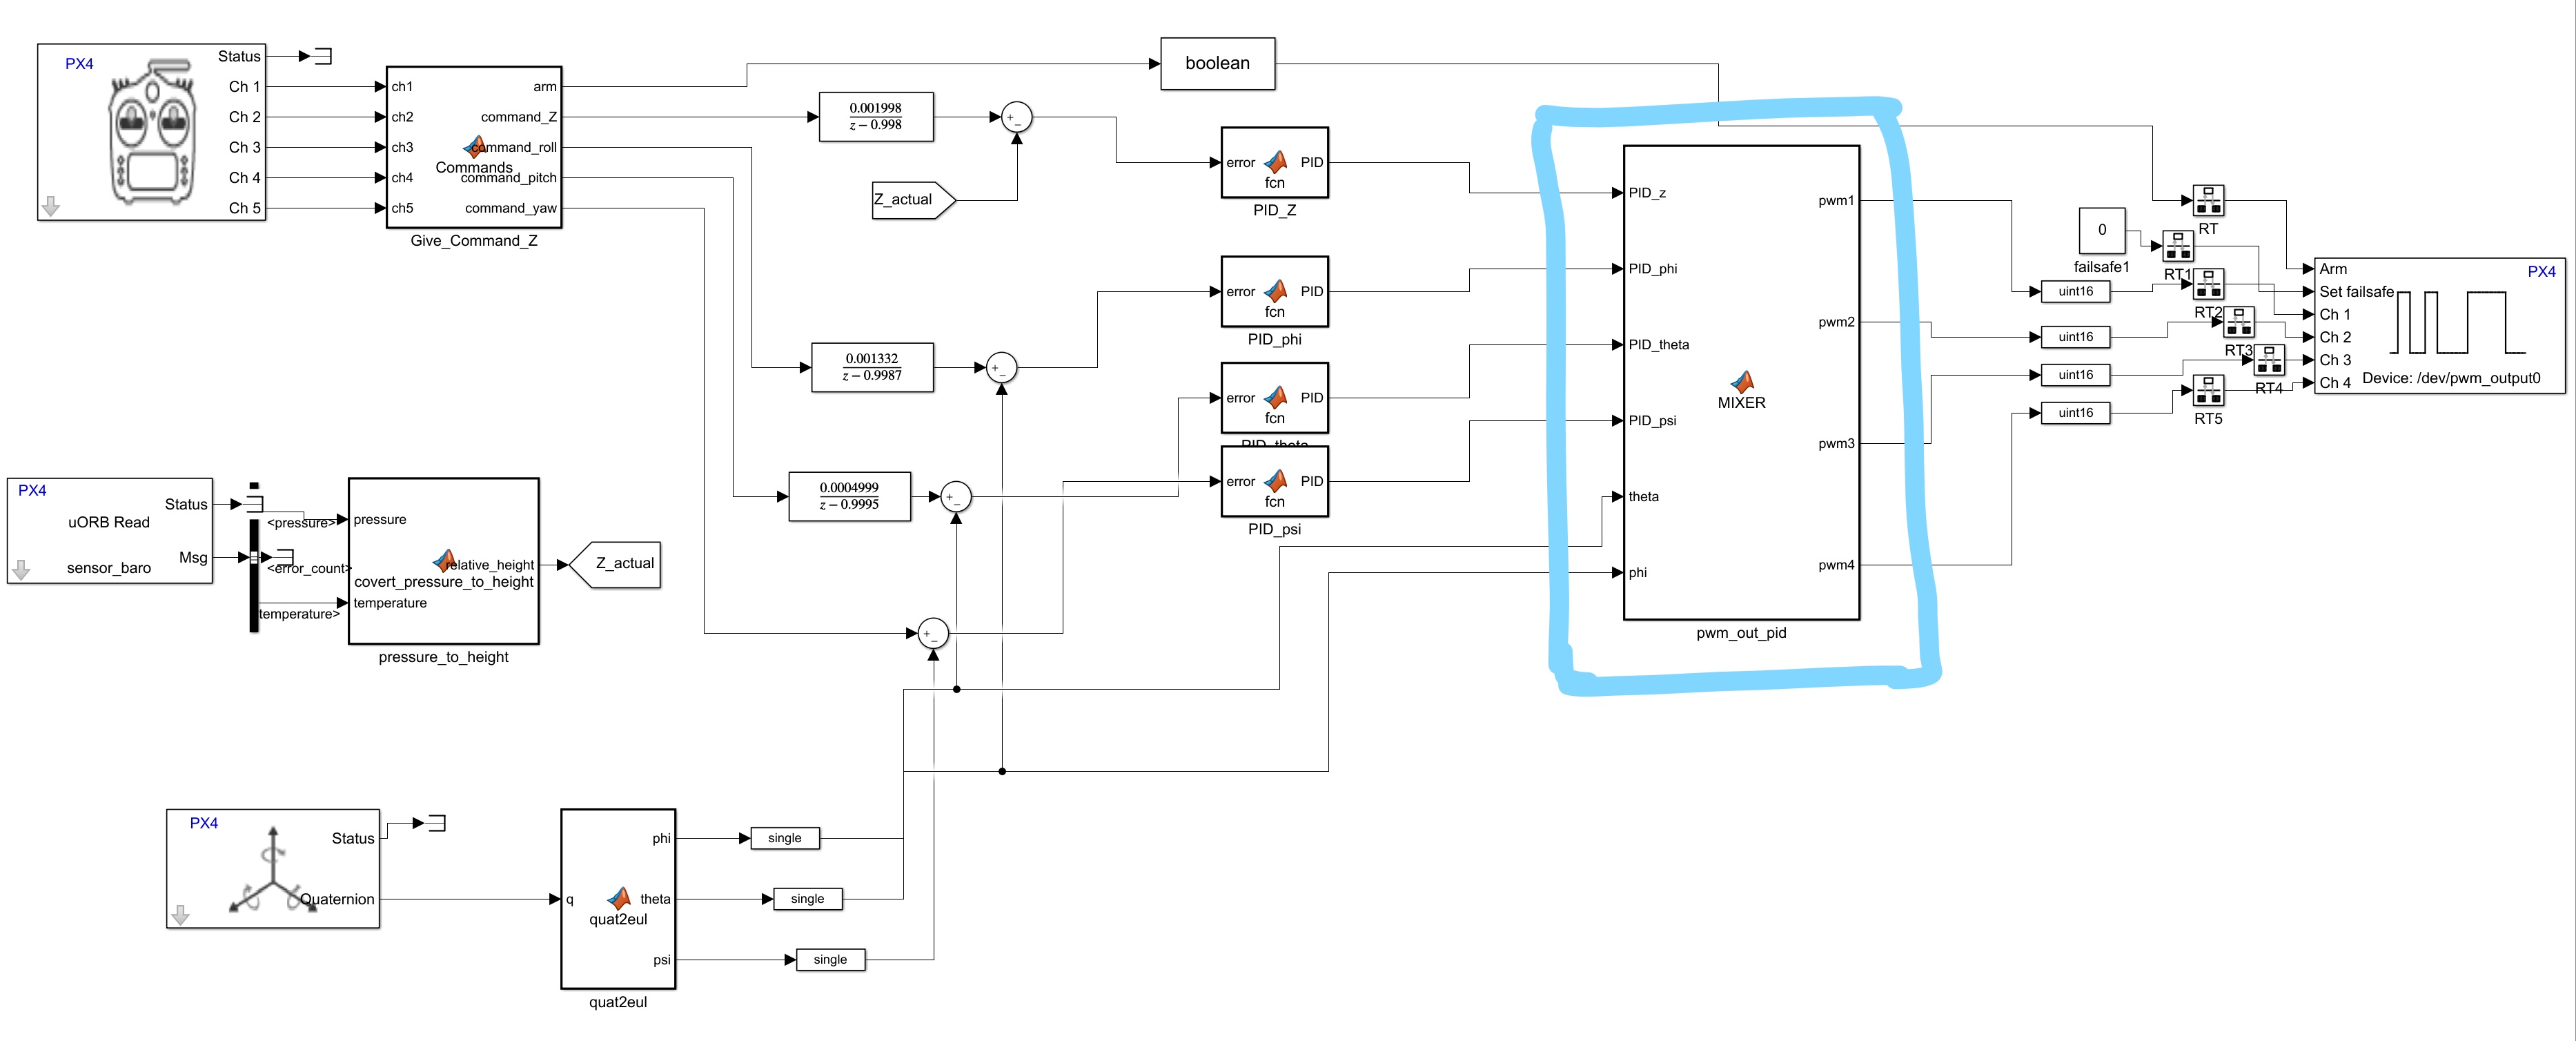 PX4
Status
Ch 1
Ch 2
Ch 3
Ch 4
Ch 5
ch1
ch2
ch3
ch4
ch5
Commands
arm
command_Z
command_roll
command_pitch
command_yaw
Give_Command_Z
boolean
0.001998
z − 0.998
+
−
Z_actual
error
PID
fcn
PID_Z
error
PID
fcn
PID_phi
0.001332
z − 0.9987
+
−
error
PID
fcn
PID_theta
0.0004999
z − 0.9995
+
−
error
PID
fcn
PID_psi
+
−
PID_z
PID_phi
PID_theta
PID_psi
theta
phi
MIXER
pwm1
pwm2
pwm3
pwm4
pwm_out_pid
0
failsafe1
uint16
uint16
uint16
uint16
RT
RT1
RT2
RT3
RT4
RT5
PX4
Arm
Set failsafe
Ch 1
Ch 2
Ch 3
Ch 4
Device: /dev/pwm_output0
PX4
uORB Read
sensor_baro
Status
Msg
<pressure>
<error_count>
temperature>
pressure
temperature
relative_height
covert_pressure_to_height
pressure_to_height
Z_actual
PX4
Status
Quaternion
q
quat2eul
phi
theta
psi
quat2eul
single
single
single